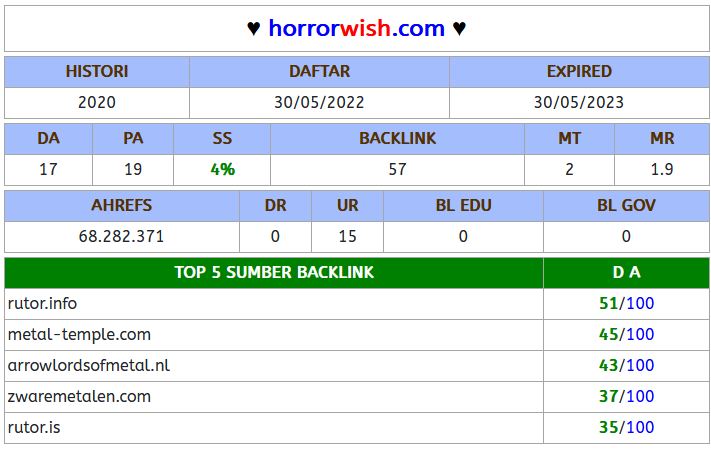 ♥ horrorwish.com ♥
HISTORI DAFTAR EXPIRED
2020 30/05/2022 30/05/2023
DA PA SS BACKLINK MT MR
17 19 4% 57 2 1.9
AHREFS DR UR BL EDU BL GOV
68.282.371 0 15 0 0
TOP 5 SUMBER BACKLINK D A
rutor.info 51/100
metal-temple.com 45/100
arrowlordsofmetal.nl 43/100
zwaremetalen.com 37/100
rutor.is 35/100